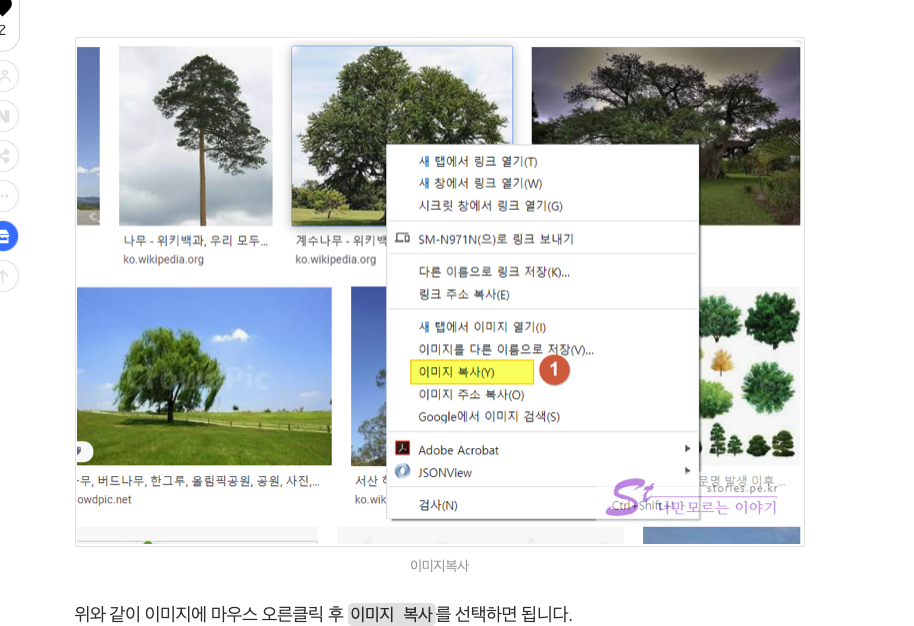 2
나무 - 위키백과, 우리 모두...
ko.wikipedia.org
계수나무 - 위키백
ko.wikipedia.org
새 탭에서 링크 열기(T)
새 창에서 링크 열기(W)
시크릿 창에서 링크 열기(G)
SM-N971N(으)로 링크 보내기
다른 이름으로 링크 저장(K)...
링크 주소 복사(E)
새 탭에서 이미지 열기(I)
이미지를 다른 이름으로 저장(V)...
이미지 복사(Y)
1
이미지 주소 복사(O)
Google에서 이미지 검색(S)
Adobe Acrobat
JSONView
검사(N)
Ctrl+Shift+I
무, 버드나무, 한그루, 올림픽공원, 공원, 사진,...
owdpic.net
서산
ko.wik
문명 발생 이후...
St
stories.pe.kr
나만모르는 이야기
이미지복사
위와 같이 이미지에 마우스 오른클릭 후 이미지 복사를 선택하면 됩니다.